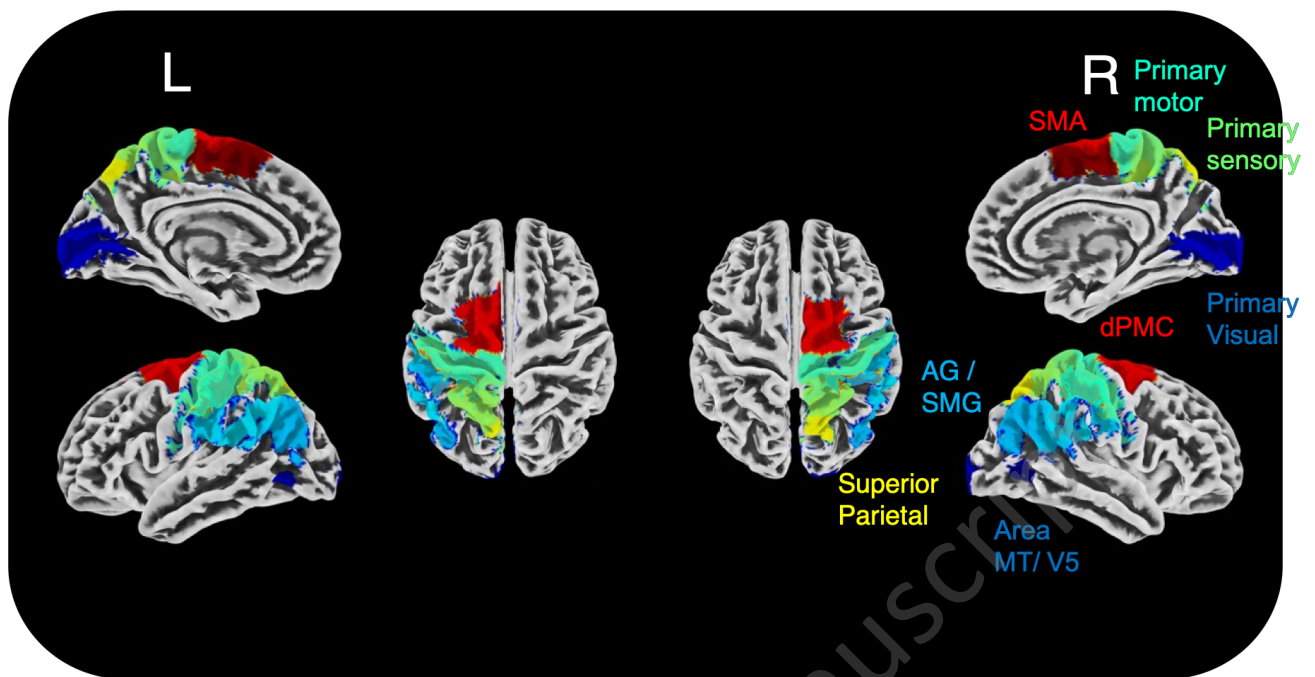 L
R
Primary
motor
SMA
Primary
sensory
Primary
Visual
dPMC
AG /
SMG
Superior
Parietal
Area
MT/ V5